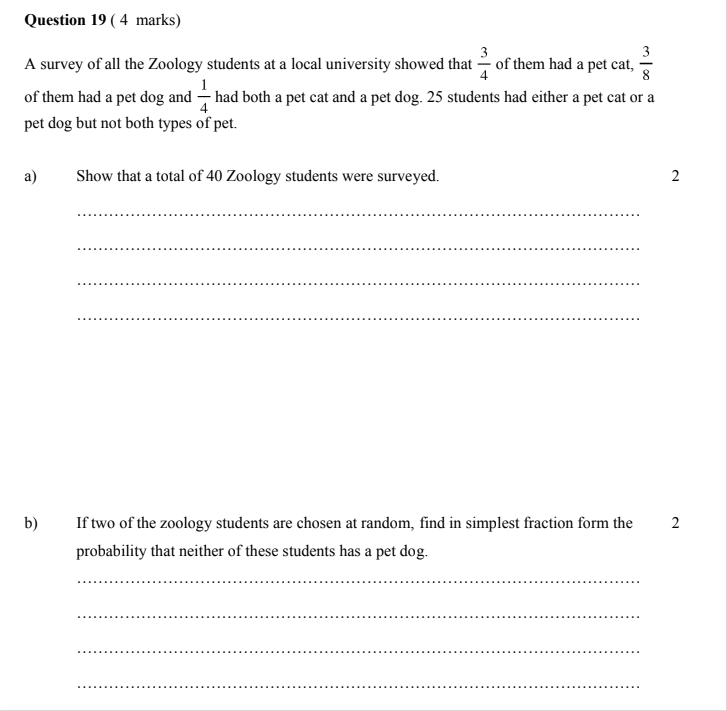 Question 19 ( 4 marks)
A survey of all the Zoology students at a local university showed that 3/4 of them had a pet cat, 3/8
of them had a pet dog and 1/4 had both a pet cat and a pet dog. 25 students had either a pet cat or a
pet dog but not both types of pet.
a) Show that a total of 40 Zoology students were surveyed. 2
b) If two of the zoology students are chosen at random, find in simplest fraction form the 2
probability that neither of these students has a pet dog.